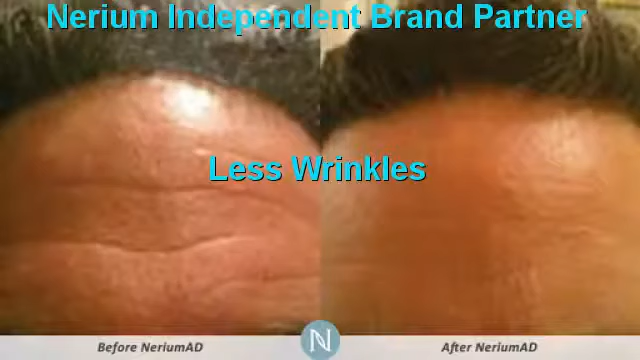 Nerium Independent Brand Partner
Less Wrinkles
Before NeriumAD
N
After NeriumAD